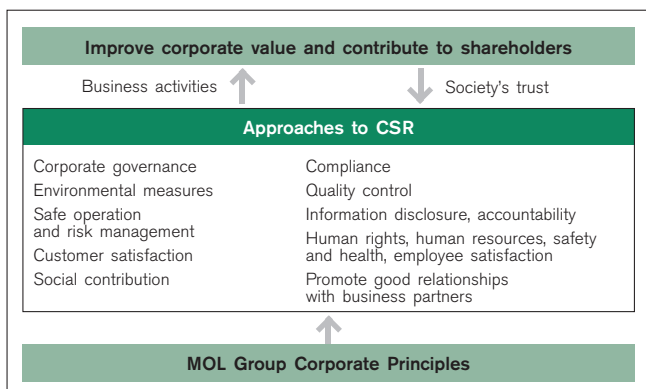 Improve corporate value and contribute to shareholders
Business activities
Society's trust
Approaches to CSR
Corporate governance
Environmental measures
Safe operation
and risk management
Customer satisfaction
Social contribution
Compliance
Quality control
Information disclosure, accountability
Human rights, human resources, safety
and health, employee satisfaction
Promote good relationships
with business partners
MOL Group Corporate Principles